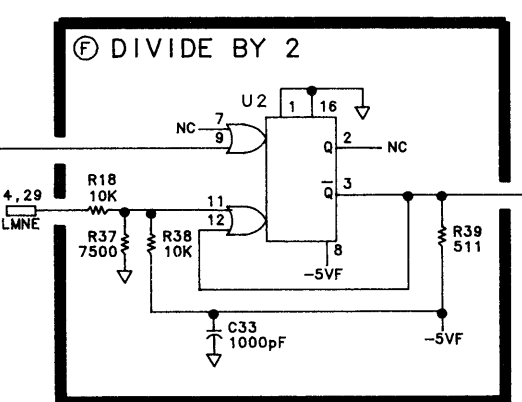 Ⓕ DIVIDE BY 2
U2
1 16
NC 7
9
Q 2 NC
4,29
LMNE
R18
10K
11
12
Q̅ 3
R37
7500
R38
10K
R39
511
8
-5VF
C33
1000pF
-5VF